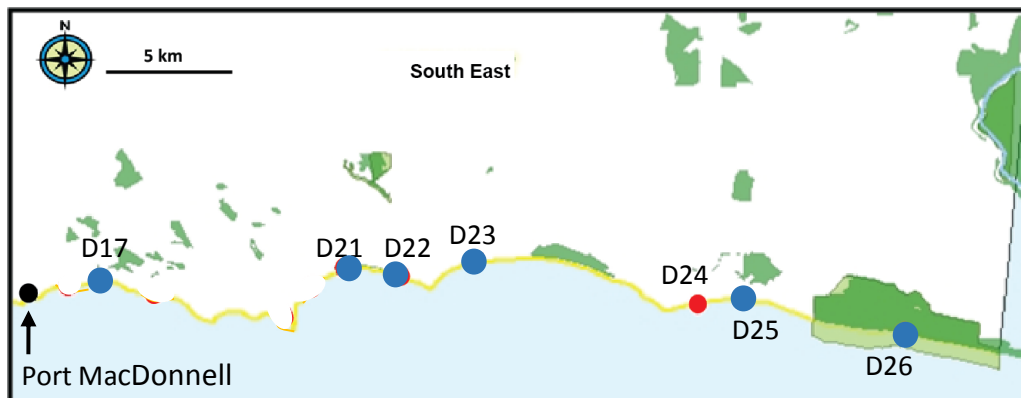 N
5 km
South East
D17
D21
D22
D23
D24
D25
D26
Port MacDonnell